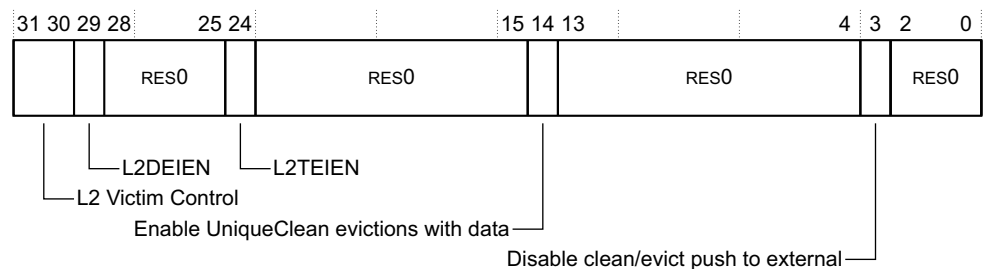 31 30 29 28 25 24 15 14 13 4 3 2 0
RES0 RES0 RES0 RES0
L2DEIEN L2TEIEN
L2 Victim Control
Enable UniqueClean evictions with data
Disable clean/evict push to external